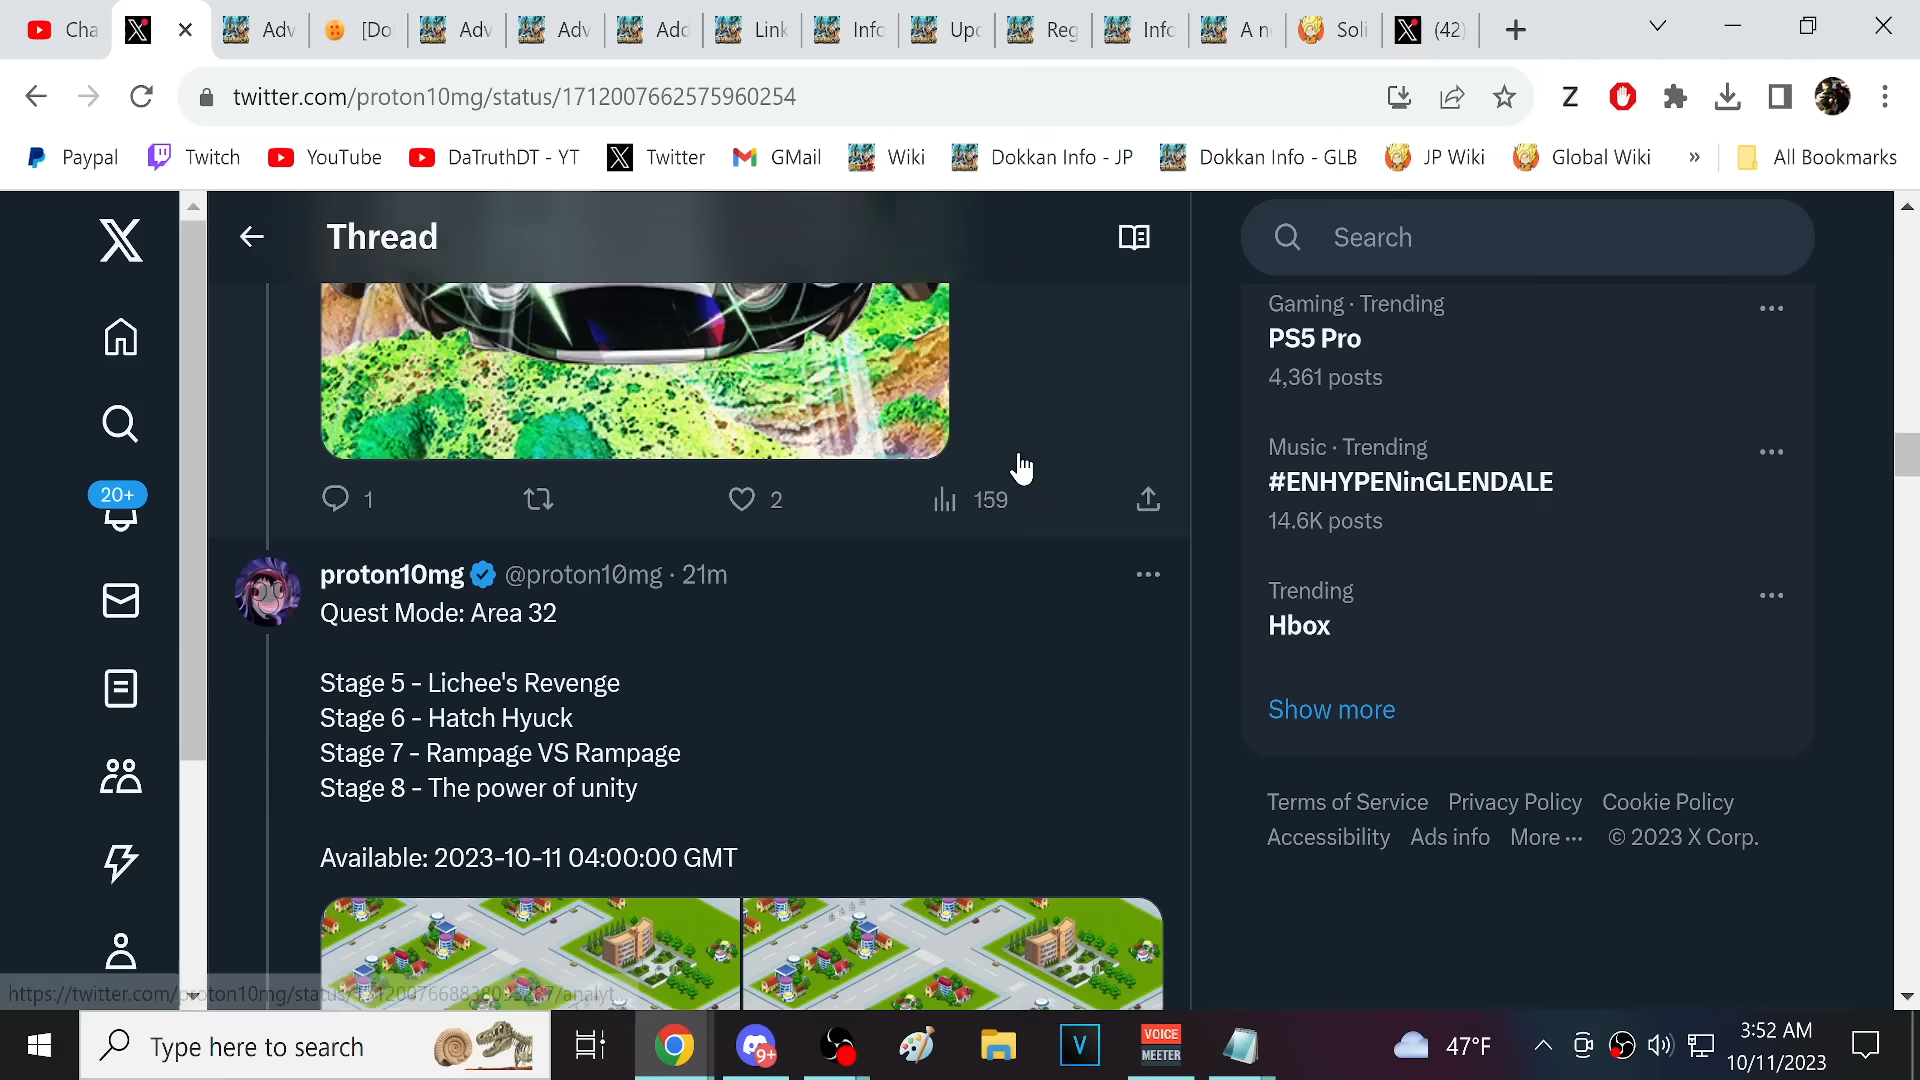 Cha
Adv
[Do
Adv
Adv
Add
Link
Info
Upd
Reg
Info
A n
Soli
(42)
twitter.com/proton10mg/status/1712007662575960254
Z
Paypal
Twitch
YouTube
DaTruthDT - YT
Twitter
GMail
Wiki
Dokkan Info - JP
Dokkan Info - GLB
JP Wiki
Global Wiki
»
All Bookmarks
Thread
Search
1
2
159
20+
proton10mg @proton10mg · 21m
Quest Mode: Area 32
Stage 5 - Lichee's Revenge
Stage 6 - Hatch Hyuck
Stage 7 - Rampage VS Rampage
Stage 8 - The power of unity
Available: 2023-10-11 04:00:00 GMT
Gaming · Trending
PS5 Pro
4,361 posts
Music · Trending
#ENHYPENinGLENDALE
14.6K posts
Trending
Hbox
Show more
Terms of Service Privacy Policy Cookie Policy
Accessibility Ads info More ··· © 2023 X Corp.
Type here to search
9+
V
VOICE
MEETER
47°F
3:52 AM
10/11/2023